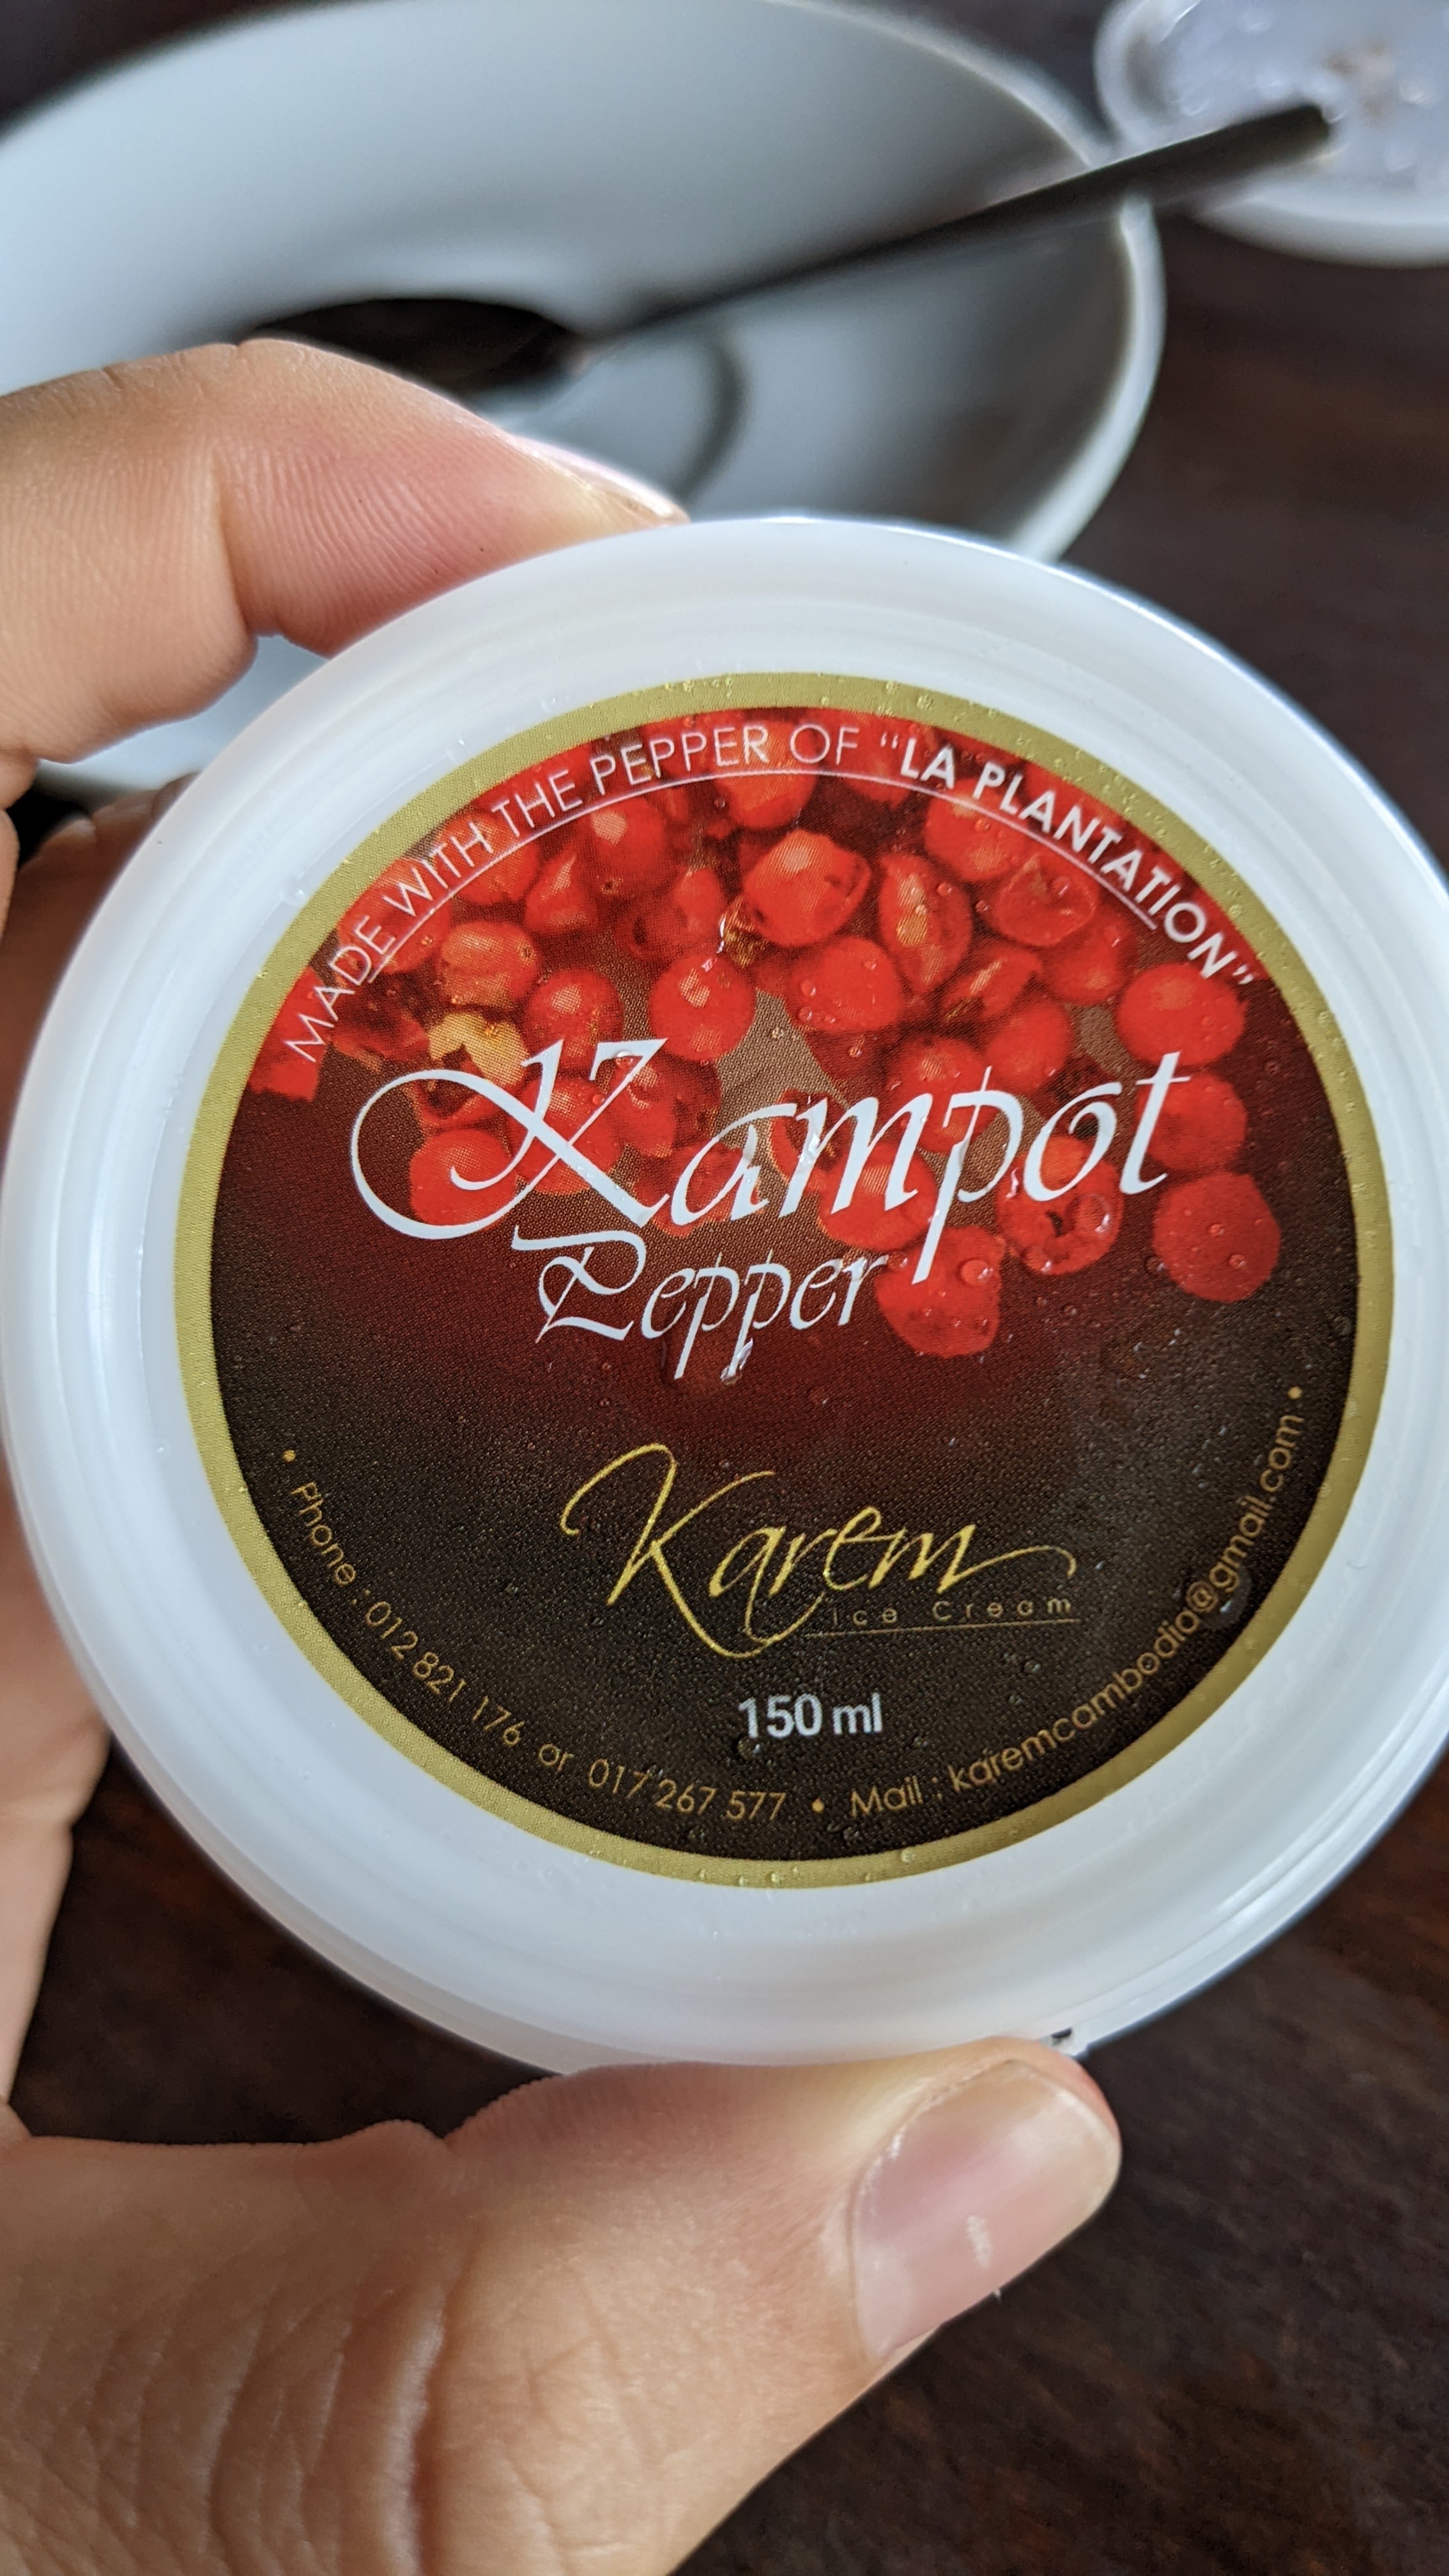 MADE WITH THE PEPPER OF "LA PLANTATION"
Kampot
Pepper
Karem
Ice Cream
150 ml
• Phone : 012 821 176 or 017 267 577 • Mail : karemcambodia@gmail.com •